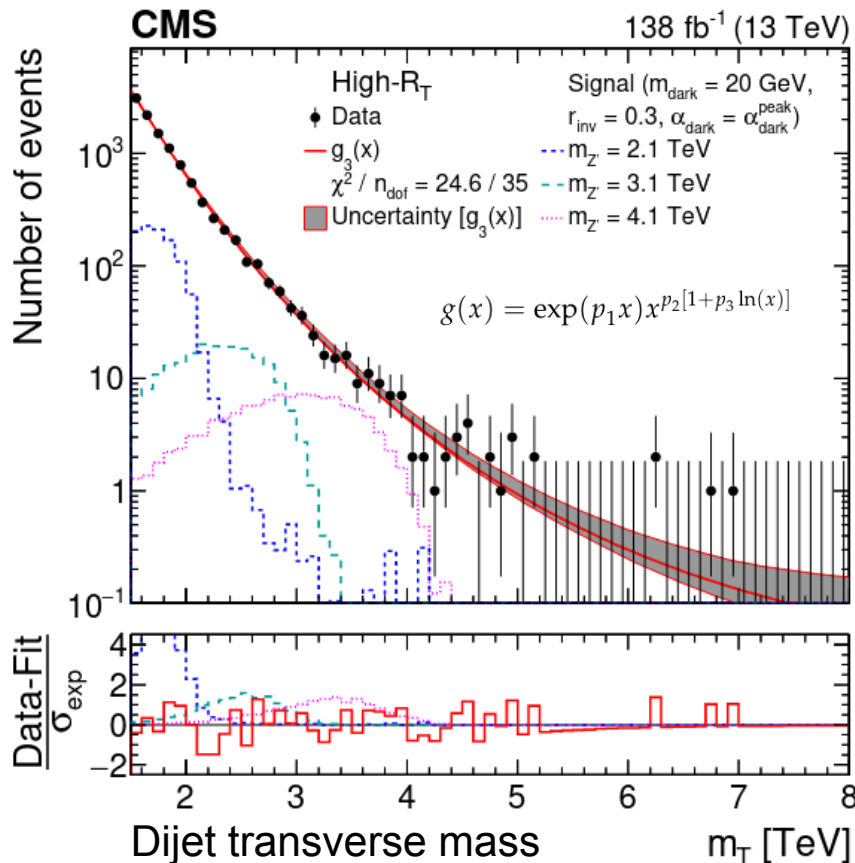 CMS 138 fb⁻¹ (13 TeV)
Number of events
10³
10²
10
1
10⁻¹
High-R_T
Data
g₃(x)
χ² / n_dof = 24.6 / 35
Uncertainty [g₃(x)]
Signal (m_dark = 20 GeV,
r_inv = 0.3, α_dark = α_dark^peak)
m_Z' = 2.1 TeV
m_Z' = 3.1 TeV
m_Z' = 4.1 TeV
g(x) = exp(p₁x)x^{p₂[1+p₃ ln(x)]}
Data-Fit
σ_exp
4
2
0
−2
2 3 4 5 6 7 8
Dijet transverse mass m_T [TeV]